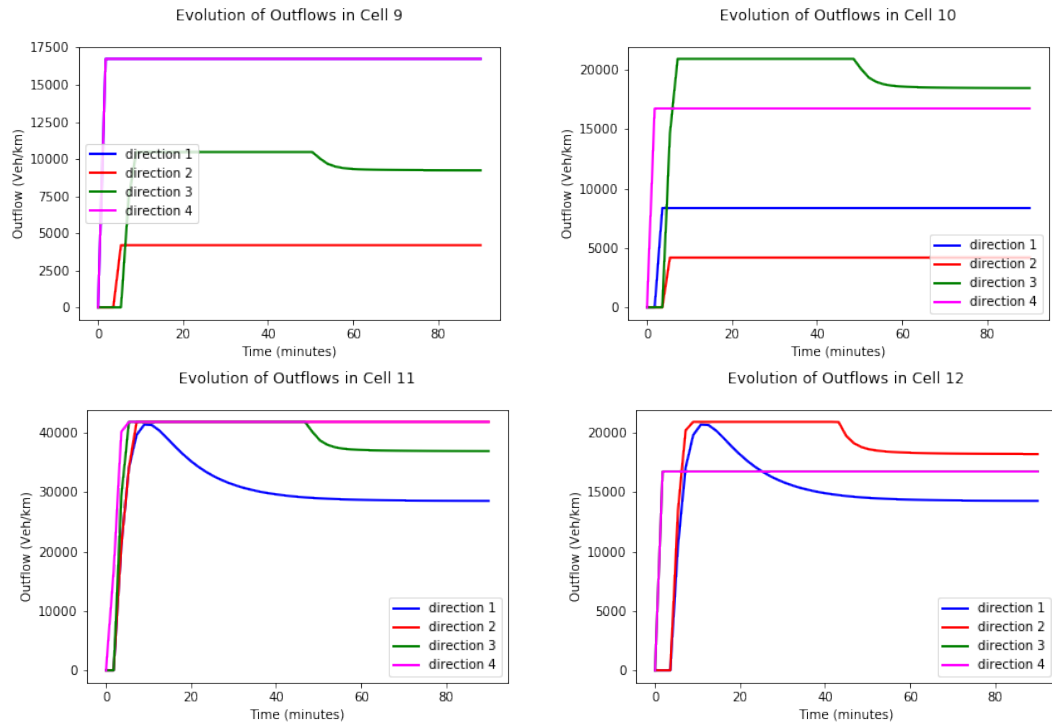 Evolution of Outflows in Cell 9
17500
15000
12500
10000
7500
5000
2500
0
Outflow (Veh/km)
direction 1
direction 2
direction 3
direction 4
0 20 40 60 80
Time (minutes)
Evolution of Outflows in Cell 10
20000
15000
10000
5000
0
Outflow (Veh/km)
direction 1
direction 2
direction 3
direction 4
0 20 40 60 80
Time (minutes)
Evolution of Outflows in Cell 11
40000
30000
20000
10000
0
Outflow (Veh/km)
direction 1
direction 2
direction 3
direction 4
0 20 40 60 80
Time (minutes)
Evolution of Outflows in Cell 12
20000
15000
10000
5000
0
Outflow (Veh/km)
direction 1
direction 2
direction 3
direction 4
0 20 40 60 80
Time (minutes)